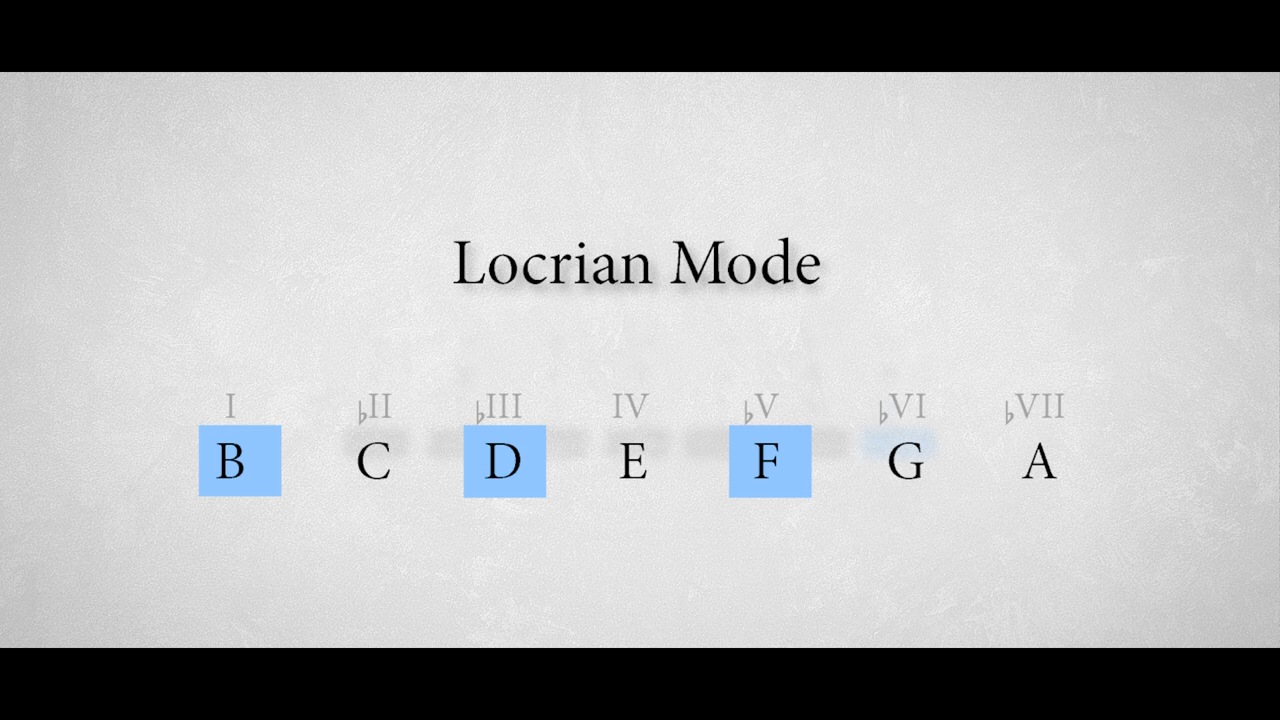 Locrian Mode
I ♭II ♭III IV ♭V ♭VI ♭VII
B C D E F G A